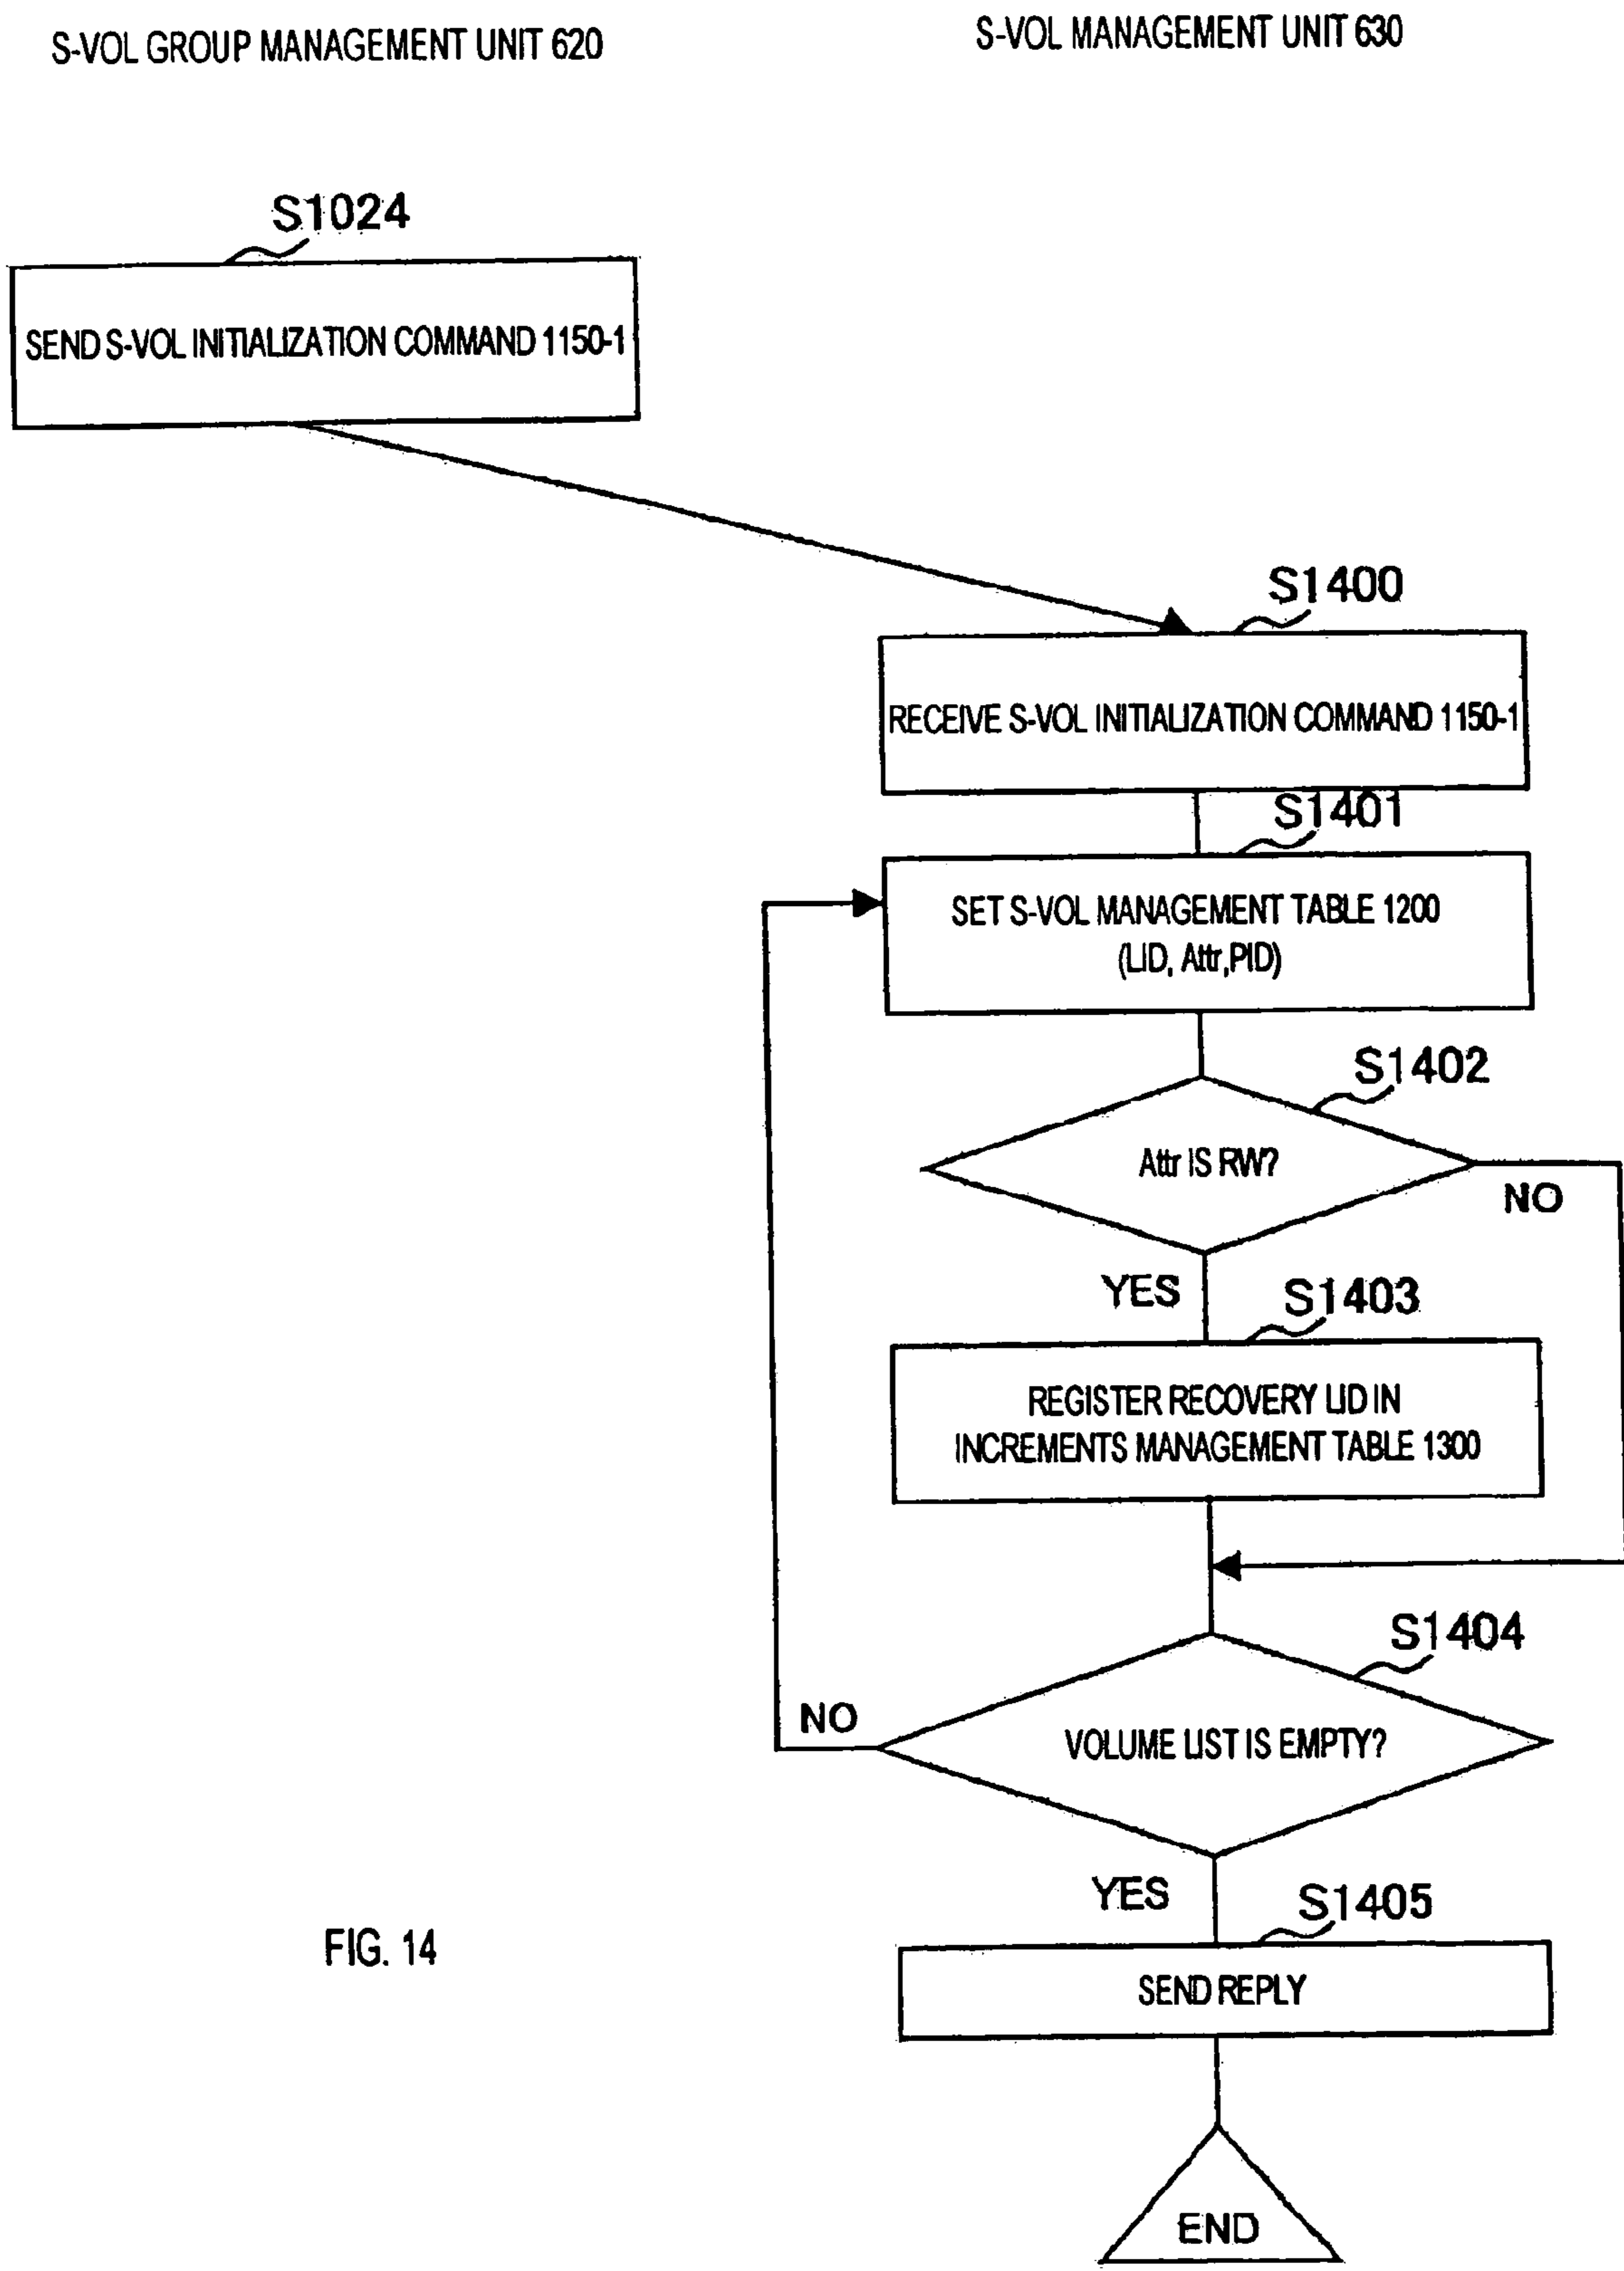 S-VOL GROUP MANAGEMENT UNIT 620
S-VOL MANAGEMENT UNIT 630
S1024
SEND S-VOL INITIALIZATION COMMAND 1150-1
S1400
RECEIVE S-VOL INITIALIZATION COMMAND 1150-1
S1401
SET S-VOL MANAGEMENT TABLE 1200
(LID, Attr,PID)
S1402
Attr IS RW?
NO
YES
S1403
REGISTER RECOVERY LID IN
INCREMENTS MANAGEMENT TABLE 1300
S1404
NO
VOLUME LIST IS EMPTY?
YES
S1405
SEND REPLY
FIG. 14
END